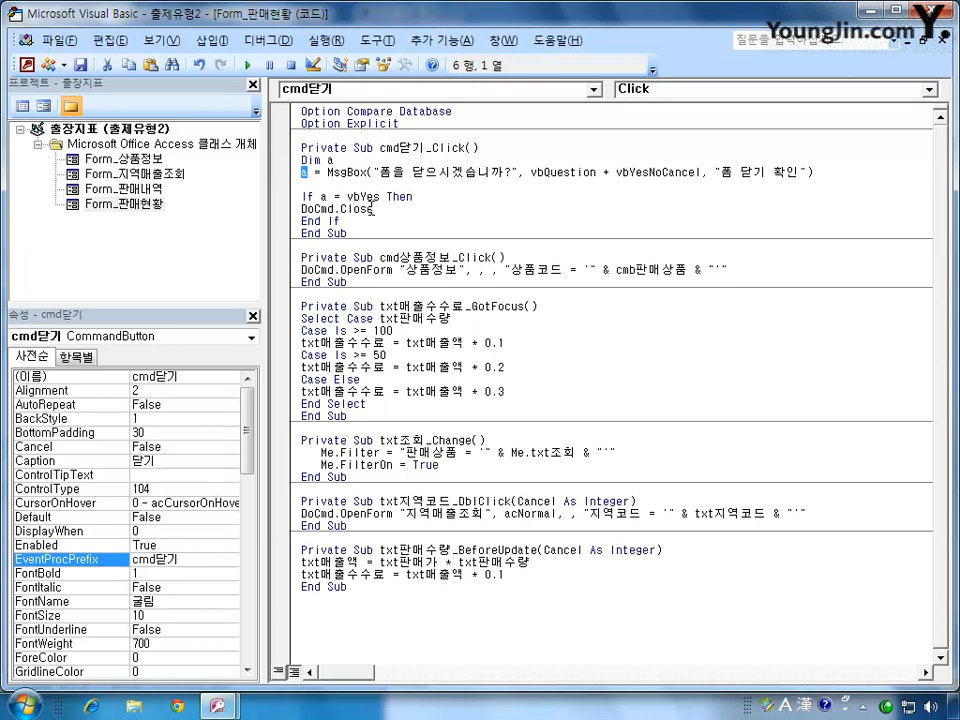 Microsoft Visual Basic - 출제유형2 - [Form_판매현황 (코드)]
YoungJin.com Y
파일(F) 편집(E) 보기(V) 삽입(I) 디버그(D) 실행(R) 도구(T) 추가 기능(A) 창(W) 도움말(H)
6 행, 1 열
프로젝트 - 출장지표
cmd닫기 Click
출장지표 (출제유형2)
Microsoft Office Access 클래스 개체
Form_상품정보
Form_지역매출조회
Form_판매내역
Form_판매현황
Option Compare Database
Option Explicit
Private Sub cmd닫기_Click()
Dim a
a = MsgBox("폼을 닫으시겠습니까?", vbQuestion + vbYesNoCancel, "폼 닫기 확인")
If a = vbYes Then
DoCmd.Close
End If
End Sub
Private Sub cmd상품정보_Click()
DoCmd.OpenForm "상품정보", , , "상품코드 = '" & cmb판매상품 & "'"
End Sub
Private Sub txt매출수수료_GotFocus()
Select Case txt판매수량
Case Is >= 100
txt매출수수료 = txt매출액 * 0.1
Case Is >= 50
txt매출수수료 = txt매출액 * 0.2
Case Else
txt매출수수료 = txt매출액 * 0.3
End Select
End Sub
Private Sub txt조회_Change()
Me.Filter = "판매상품 = '" & Me.txt조회 & "'"
Me.FilterOn = True
End Sub
Private Sub txt지역코드_DblClick(Cancel As Integer)
DoCmd.OpenForm "지역매출조회", acNormal, , "지역코드 = '" & txt지역코드 & "'"
End Sub
Private Sub txt판매수량_BeforeUpdate(Cancel As Integer)
txt매출액 = txt판매가 * txt판매수량
txt매출수수료 = txt매출액 * 0.1
End Sub
속성 - cmd닫기
cmd닫기 CommandButton
사전순 항목별
(이름) cmd닫기
Alignment 2
AutoRepeat False
BackStyle 1
BottomPadding 30
Cancel False
Caption 닫기
ControlTipText
ControlType 104
CursorOnHover 0 - acCursorOnHove
Default False
DisplayWhen 0
Enabled True
EventProcPrefix cmd닫기
FontBold 1
FontItalic False
FontName 굴림
FontSize 10
FontUnderline False
FontWeight 700
ForeColor 0
GridlineColor 0
A 漢